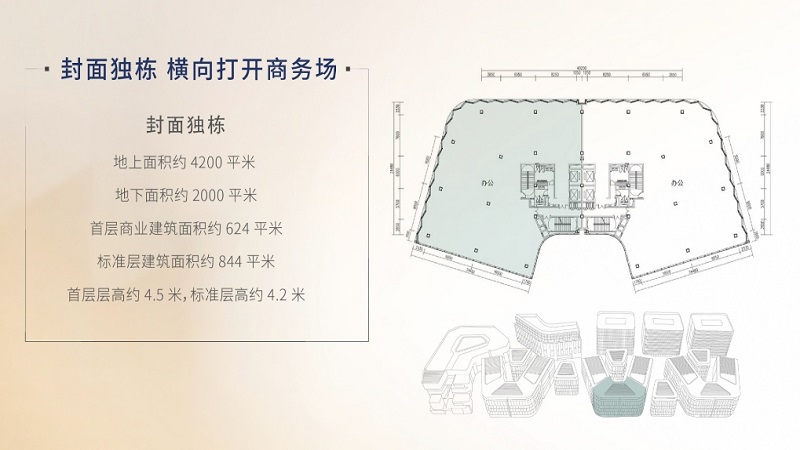 封面独栋 横向打开商务场
封面独栋
地上面积约 4200 平米
地下面积约 2000 平米
首层商业建筑面积约 624 平米
标准层建筑面积约 844 平米
首层层高约 4.5 米，标准层高约 4.2 米
办公
办公